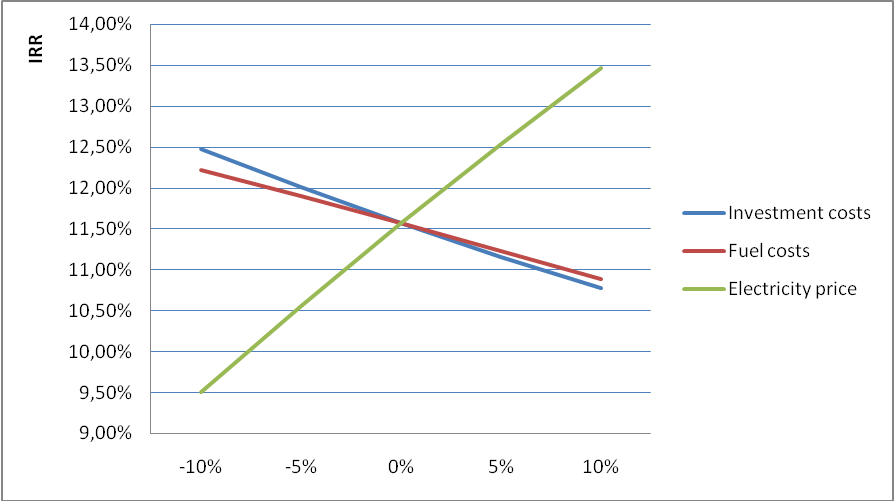 IRR
14,00%
13,50%
13,00%
12,50%
12,00%
11,50%
11,00%
10,50%
10,00%
9,50%
9,00%
-10% -5% 0% 5% 10%
Investment costs
Fuel costs
Electricity price